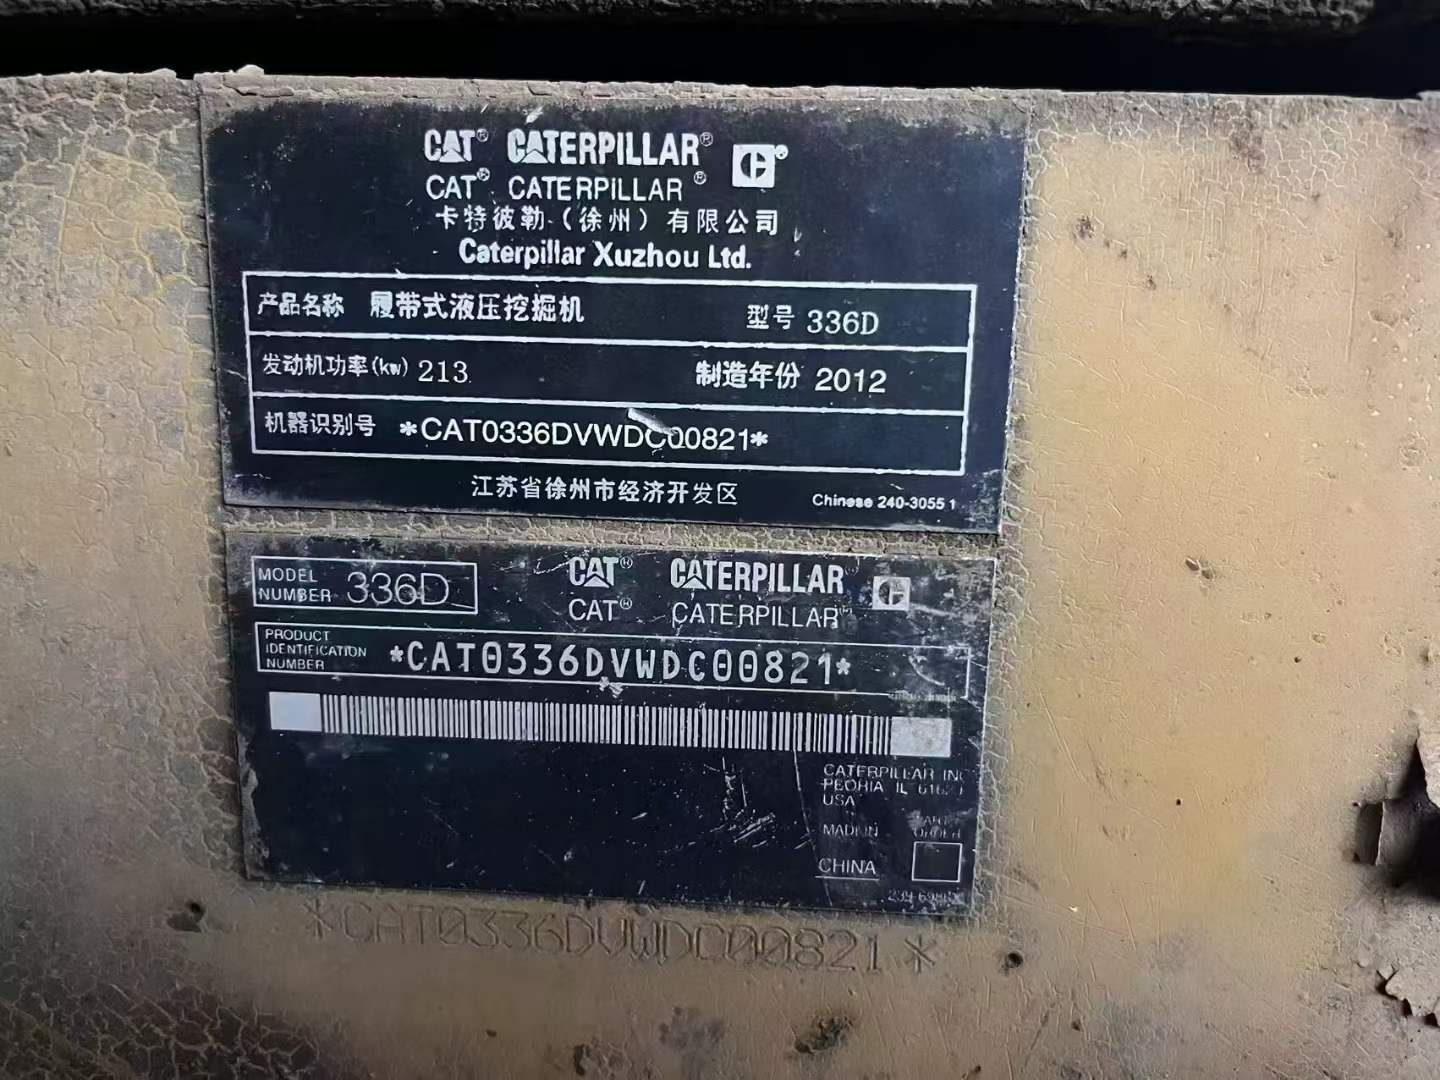 CAT® CATERPILLAR® C®
CAT® CATERPILLAR®
卡特彼勒（徐州）有限公司
Caterpillar Xuzhou Ltd.
产品名称 履带式液压挖掘机 型号 336D
发动机功率(kw) 213 制造年份 2012
机器识别号 *CAT0336DVWDC00821*
江苏省徐州市经济开发区 Chinese 240-3055 1
MODEL NUMBER 336D
CAT® CATERPILLAR C
CAT® CATERPILLAR®
PRODUCT
IDENTIFICATION
NUMBER *CAT0336DVWDC00821*
CATERPILLAR
PEORIA IL
USA
MADE IN
CHINA
*CAT0336DVWDC00821*